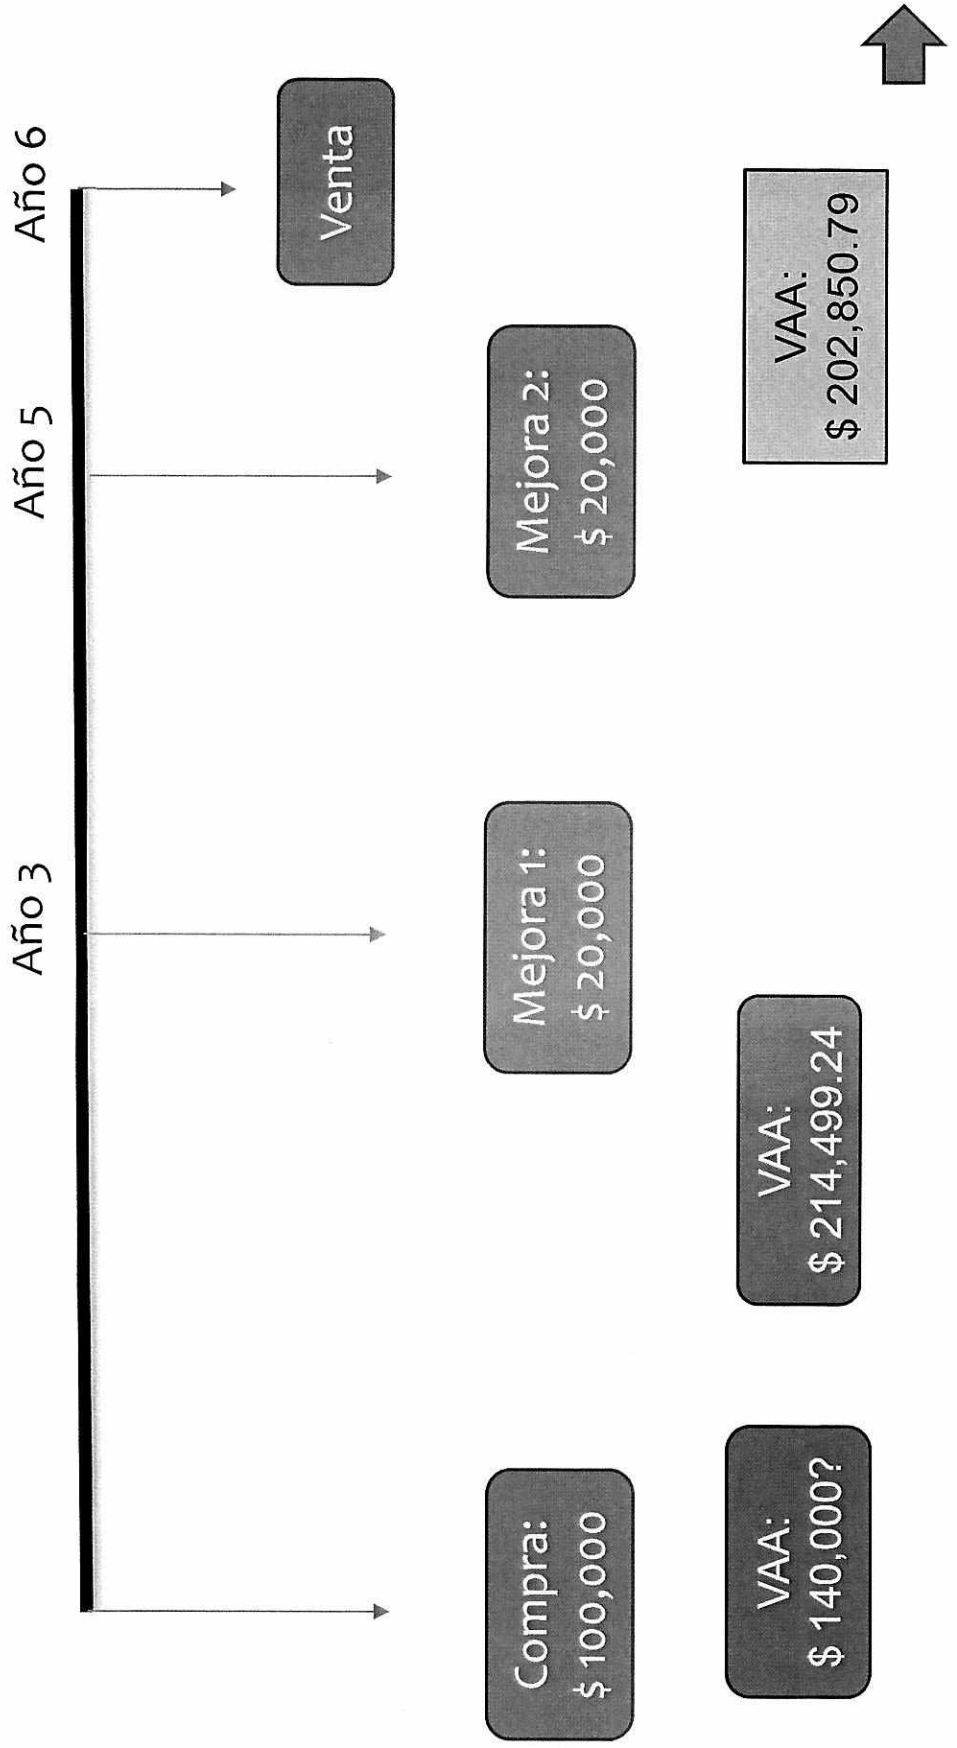 Año 3
Año 5
Año 6
Venta
Compra:
$ 100,000
Mejora 1:
$ 20,000
Mejora 2:
$ 20,000
VAA:
$ 140,000?
VAA:
$ 214,499.24
VAA:
$ 202,850.79